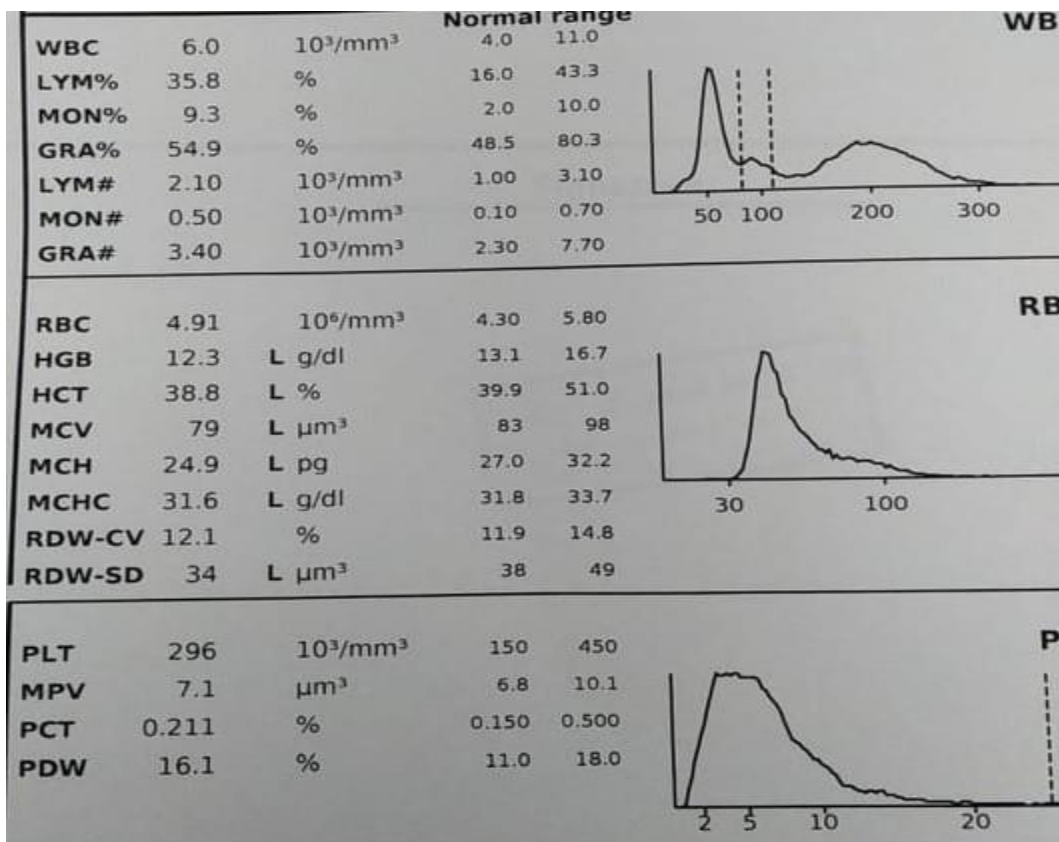 Normal range
WB
WBC 6.0 10³/mm³ 4.0 11.0
LYM% 35.8 % 16.0 43.3
MON% 9.3 % 2.0 10.0
GRA% 54.9 % 48.5 80.3
LYM# 2.10 10³/mm³ 1.00 3.10
MON# 0.50 10³/mm³ 0.10 0.70
GRA# 3.40 10³/mm³ 2.30 7.70
50 100 200 300
RB
RBC 4.91 10⁶/mm³ 4.30 5.80
HGB 12.3 L g/dl 13.1 16.7
HCT 38.8 L % 39.9 51.0
MCV 79 L µm³ 83 98
MCH 24.9 L pg 27.0 32.2
MCHC 31.6 L g/dl 31.8 33.7
RDW-CV 12.1 % 11.9 14.8
RDW-SD 34 L µm³ 38 49
30 100
P
PLT 296 10³/mm³ 150 450
MPV 7.1 µm³ 6.8 10.1
PCT 0.211 % 0.150 0.500
PDW 16.1 % 11.0 18.0
2 5 10 20